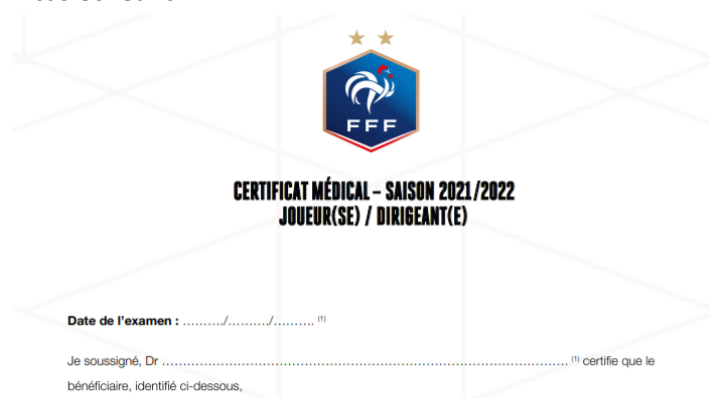 FFF
CERTIFICAT MÉDICAL – SAISON 2021/2022
JOUEUR(SE) / DIRIGEANT(E)
Date de l'examen : ........../........../.......... (1)
Je soussigné, Dr .................................................................................................. (1) certifie que le
bénéficiaire, identifié ci-dessous,